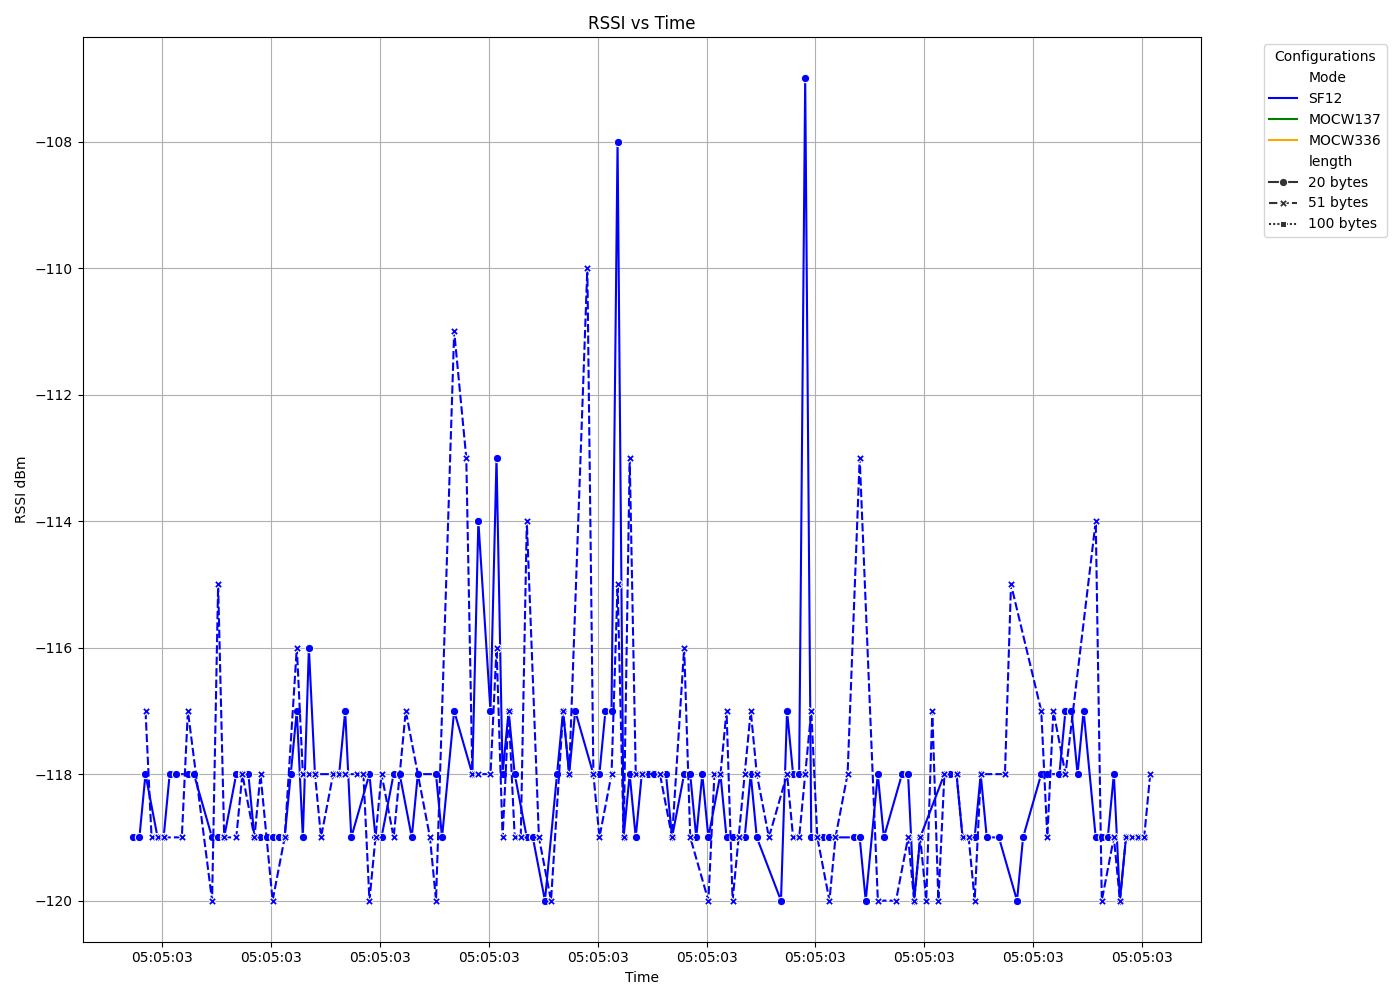 RSSI vs Time
Configurations
Mode
SF12
MOCW137
MOCW336
length
20 bytes
51 bytes
100 bytes
RSSI dBm
−108
−110
−112
−114
−116
−118
−120
05:05:03 05:05:03 05:05:03 05:05:03 05:05:03 05:05:03 05:05:03 05:05:03 05:05:03 05:05:03
Time